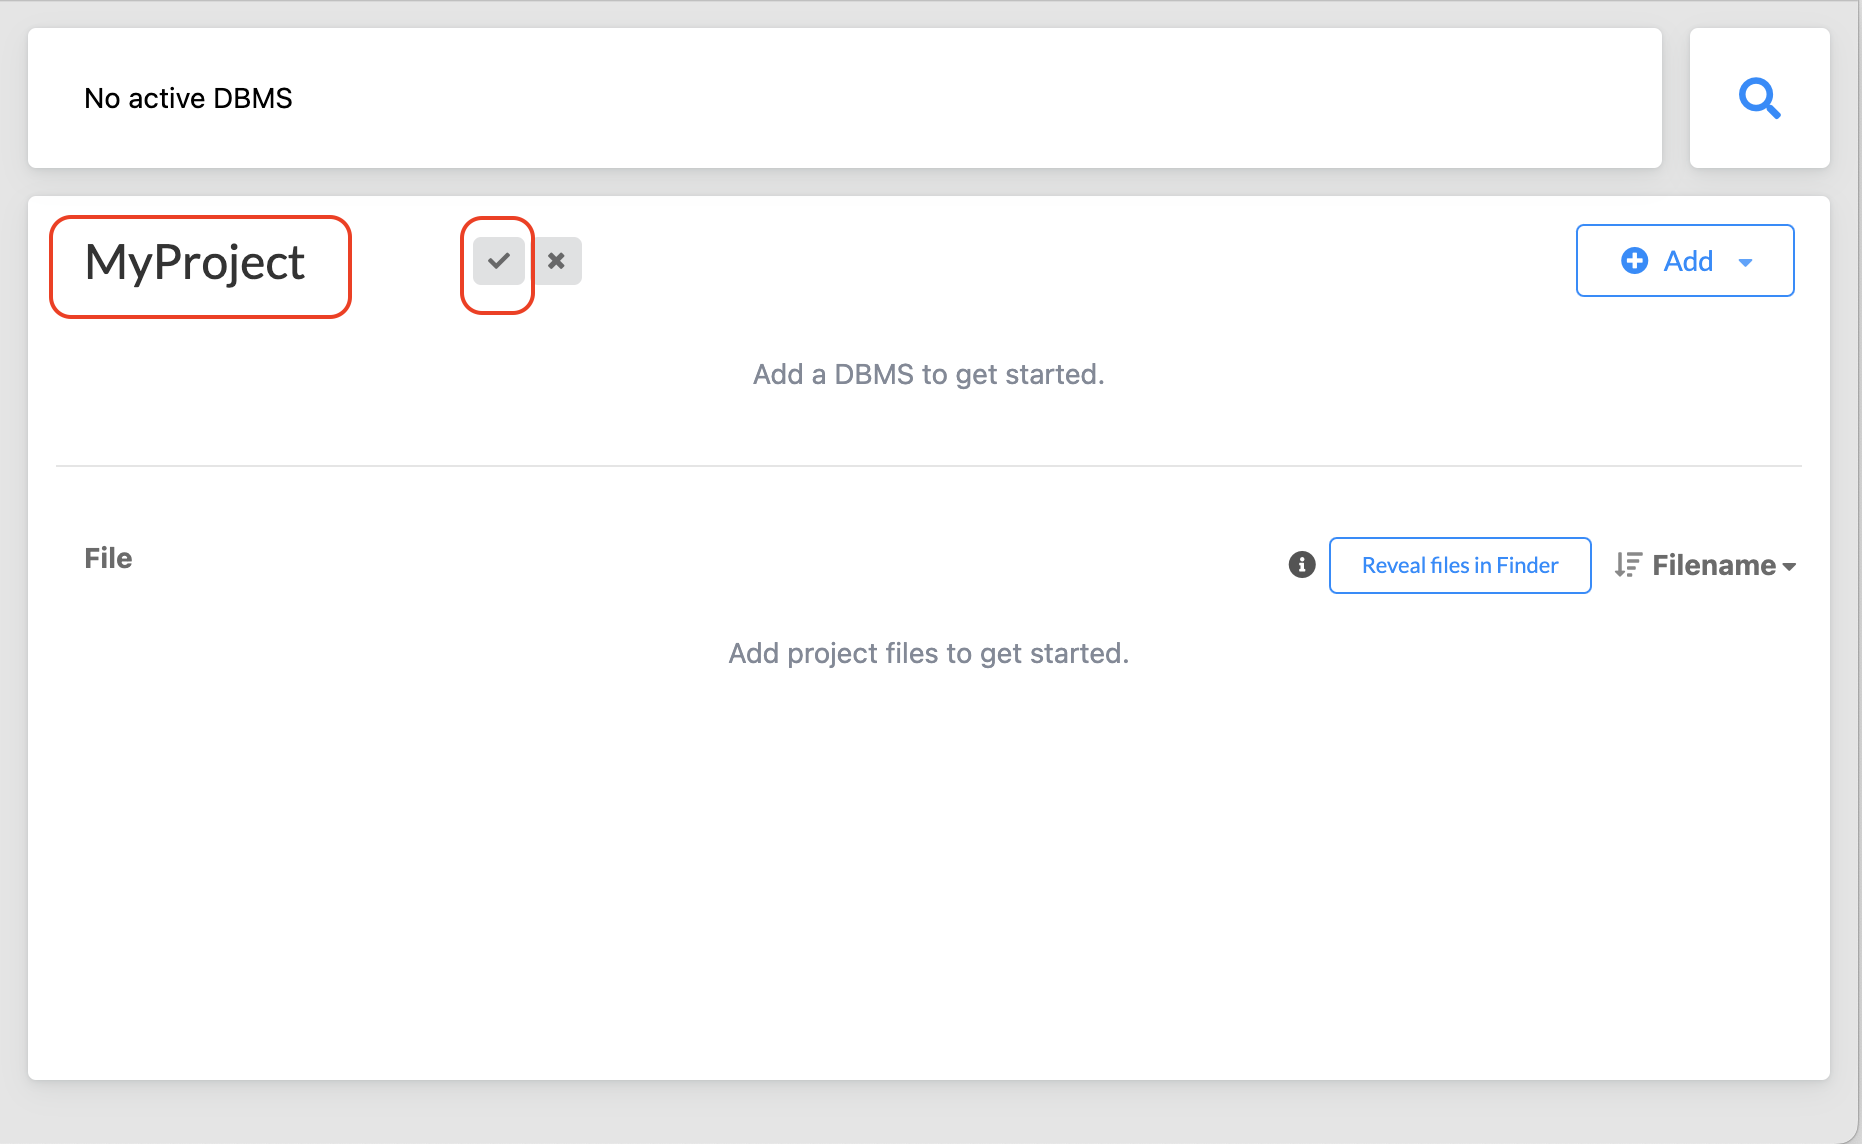 No active DBMS
MyProject
Add
Add a DBMS to get started.
File
Reveal files in Finder
Filename
Add project files to get started.